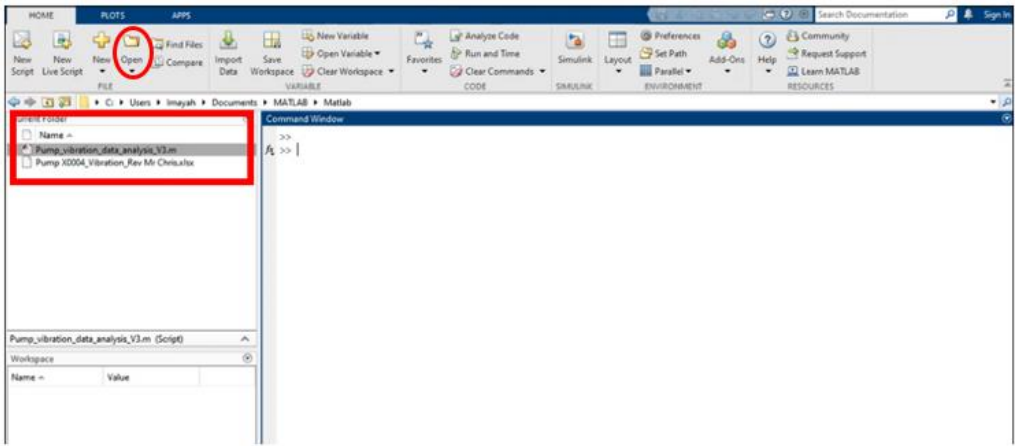 HOME PLOTS APPS
Search Documentation Sign In
New Script
New Live Script
New
Open
Find Files
Compare
Import Data
Save Workspace
New Variable
Open Variable
Clear Workspace
Favorites
Analyze Code
Run and Time
Clear Commands
Simulink
Layout
Preferences
Set Path
Parallel
Add-Ons
Help
Community
Request Support
Learn MATLAB
FILE VARIABLE CODE SIMULINK ENVIRONMENT RESOURCES
C: Users Imayah Documents MATLAB Matlab
Current Folder
Name
Pump_vibration_data_analysis_V3.m
Pump X0004_Vibration_Rev Mr Chris.xlsx
Command Window
>>
fx >>
Pump_vibration_data_analysis_V3.m (Script)
Workspace
Name Value